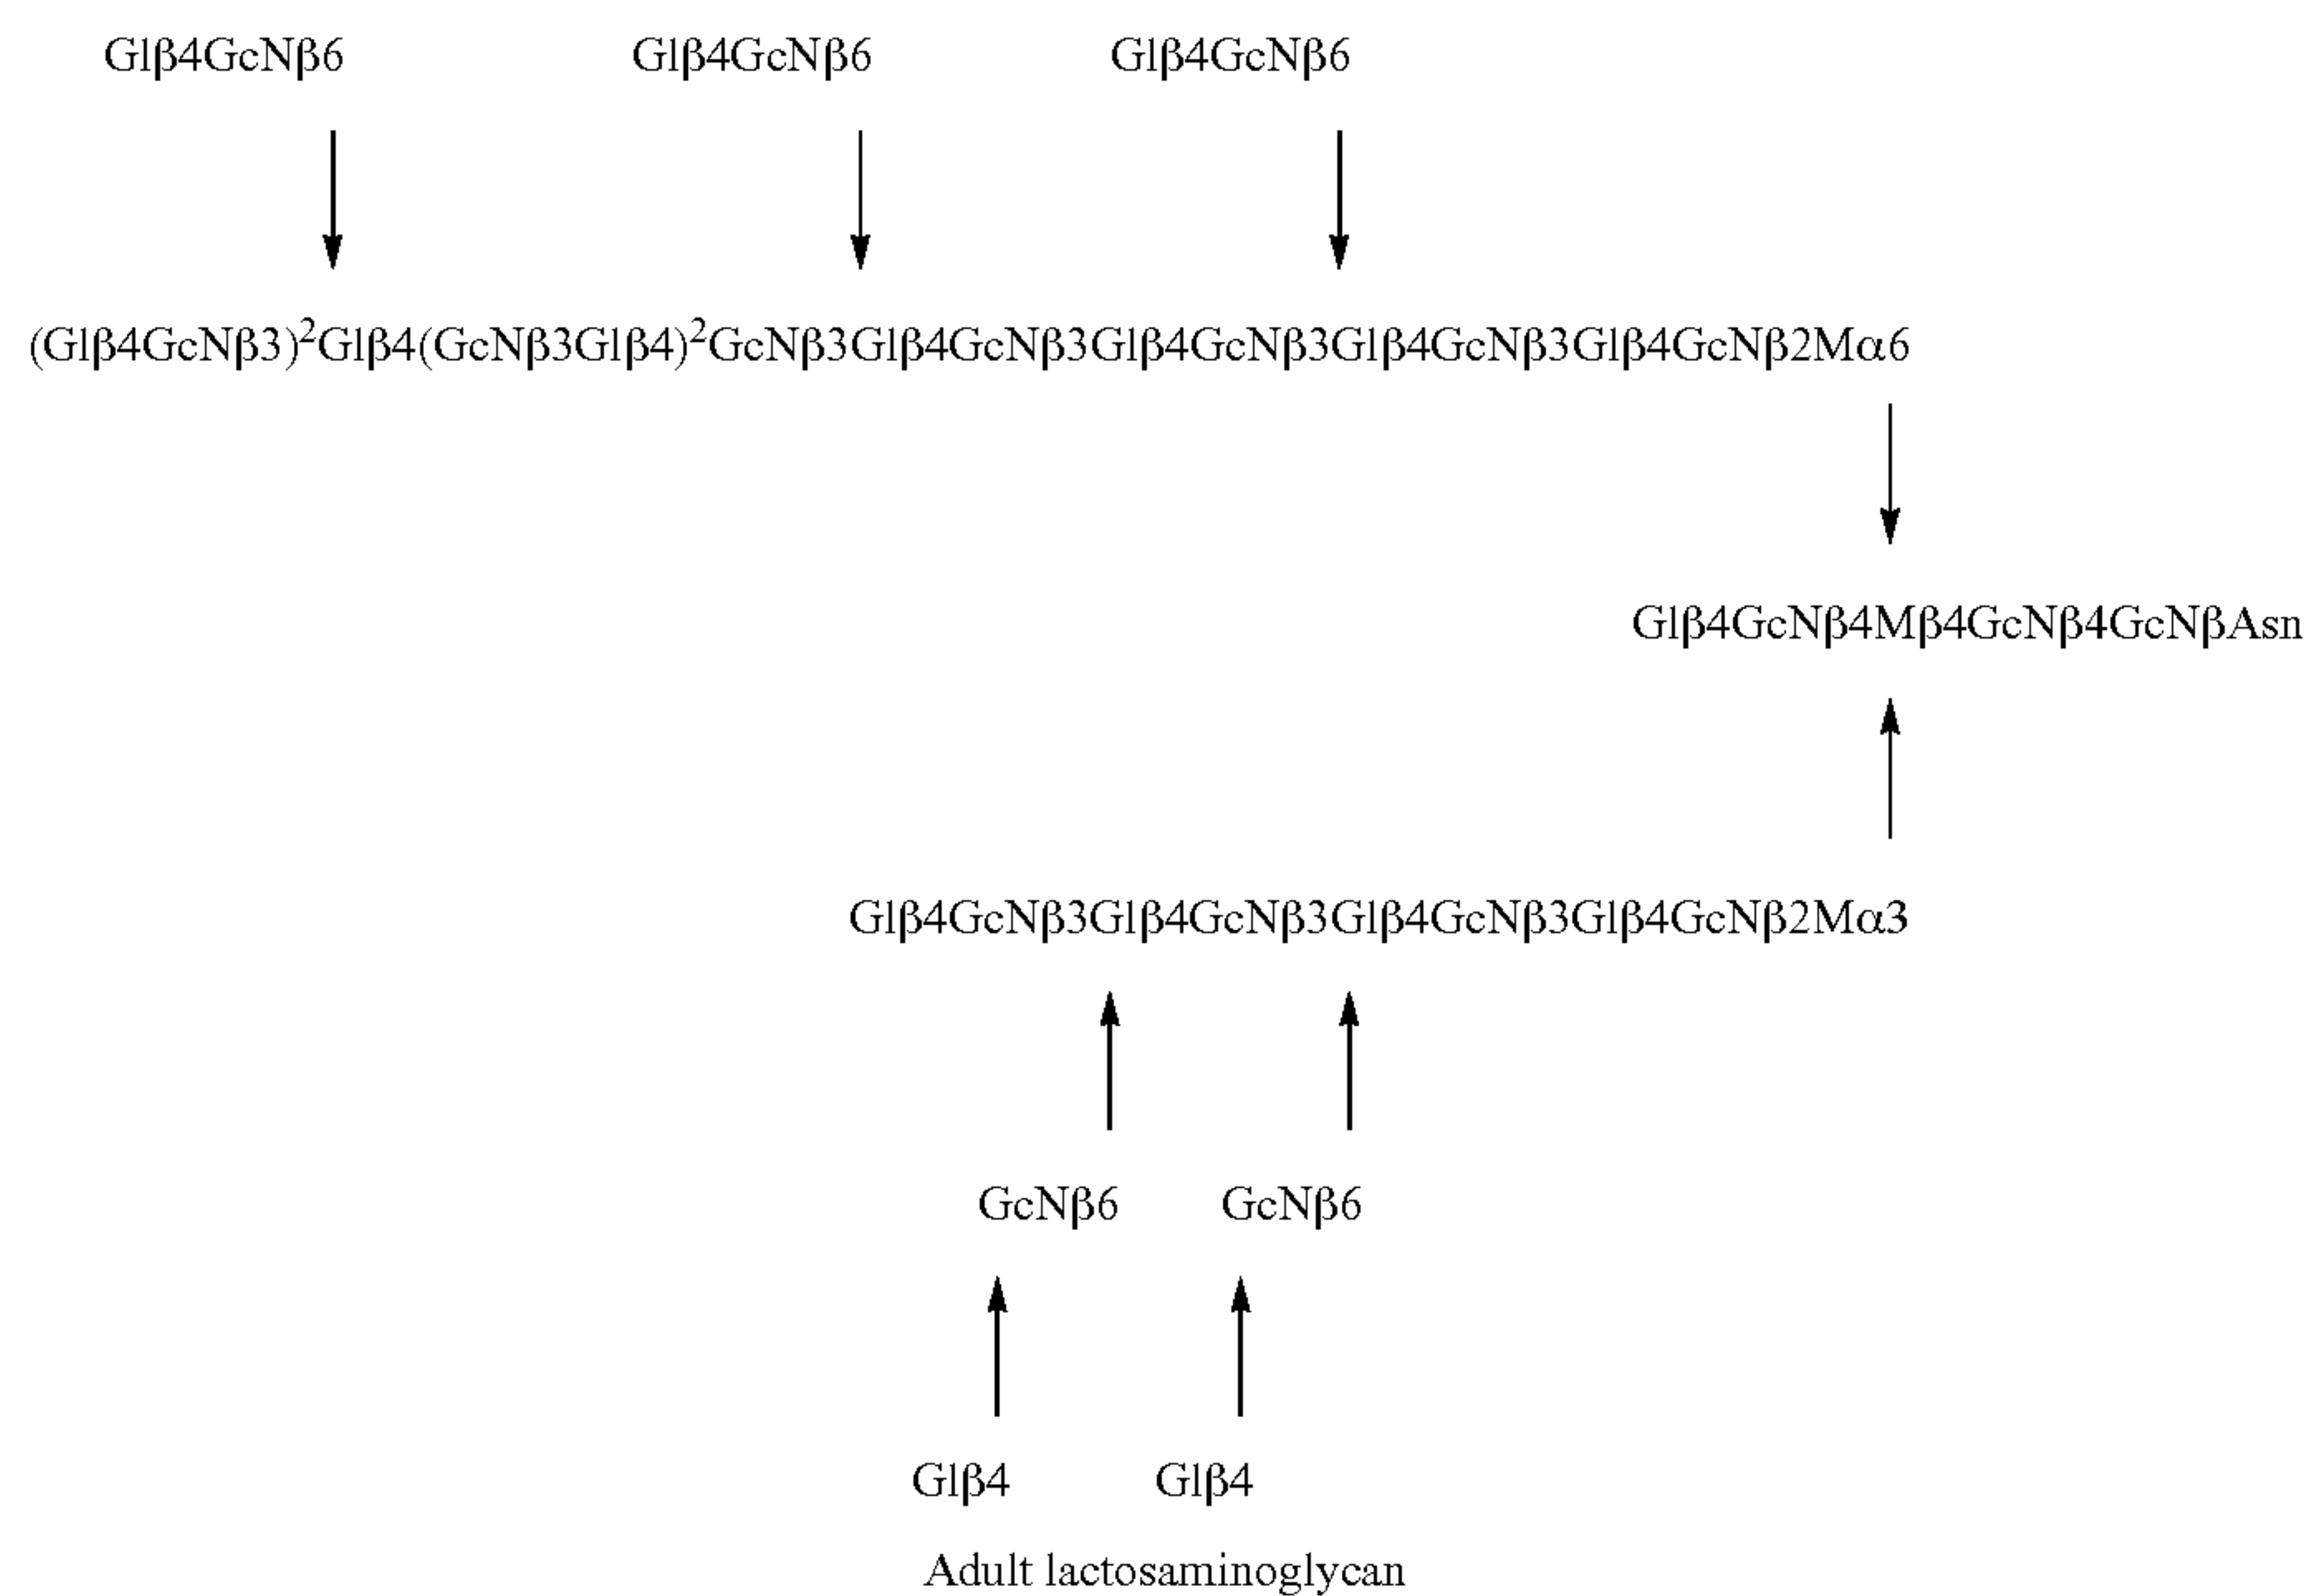 Glβ4GcNβ6 Glβ4GcNβ6 Glβ4GcNβ6
(Glβ4GcNβ3)²Glβ4(GcNβ3Glβ4)²GcNβ3Glβ4GcNβ3Glβ4GcNβ3Glβ4GcNβ3Glβ4GcNβ2Mα6
Glβ4GcNβ4Mβ4GcNβ4GcNβAsn
Glβ4GcNβ3Glβ4GcNβ3Glβ4GcNβ3Glβ4GcNβ2Mα3
GcNβ6 GcNβ6
Glβ4 Glβ4
Adult lactosaminoglycan